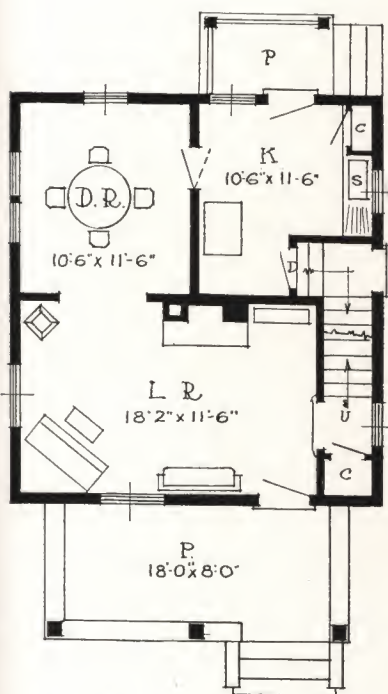 P
C
K
10'-6" x 11'-6"
S
D.R.
10'-6" x 11'-6"
D
L R
18'-2" x 11'-6"
U
C
P.
18'-0" x 8'-0"